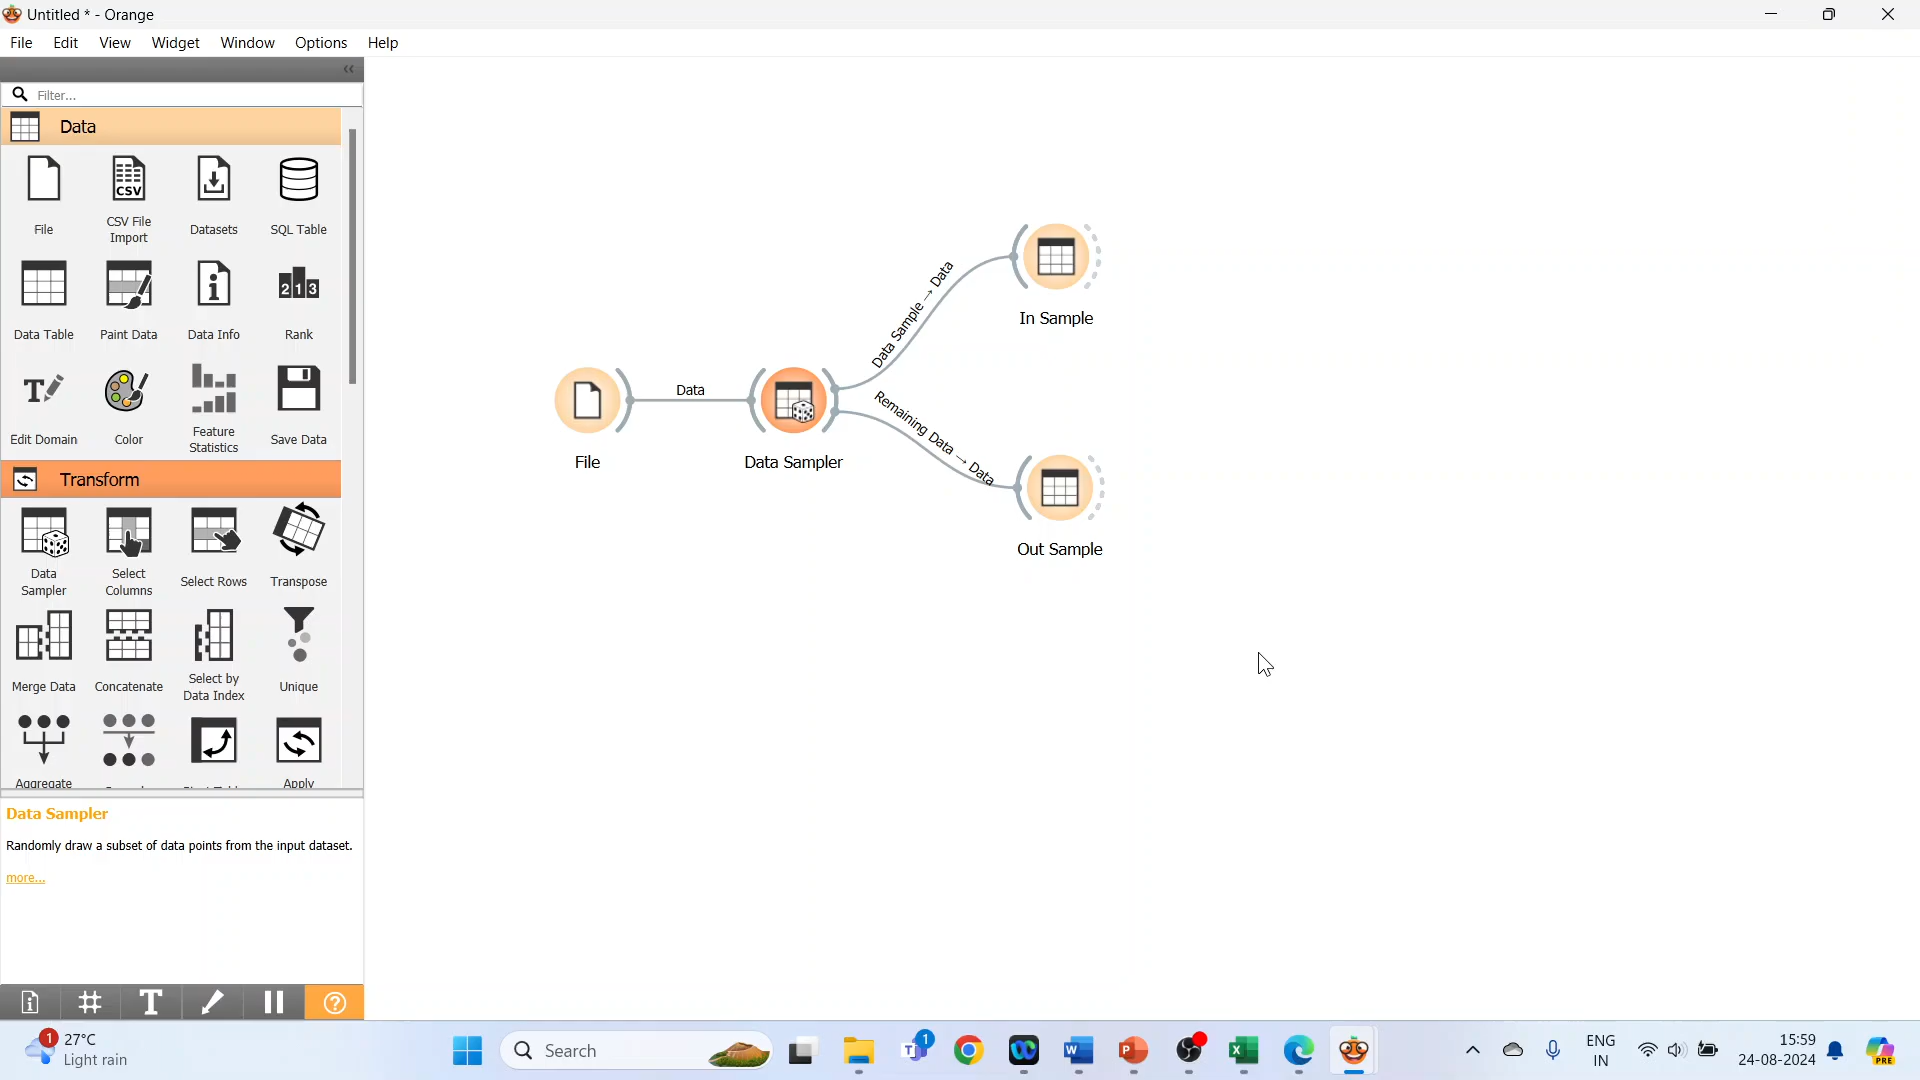 Untitled * - Orange
File Edit View Widget Window Options Help
Filter...
Data
CSV
File CSV File Import Datasets SQL Table
2 1 3
Data Table Paint Data Data Info Rank
T
Edit Domain Color Feature Statistics Save Data
Transform
Data Sampler Select Columns Select Rows Transpose
Merge Data Concatenate Select by Data Index Unique
Aggregate Apply
Data Sampler
Randomly draw a subset of data points from the input dataset.
more...
File
Data
Data Sampler
Data Sample → Data
Remaining Data → Data
In Sample
Out Sample
1 27°C
Light rain
Search
1
ENG
IN
15:59
24-08-2024
PRE